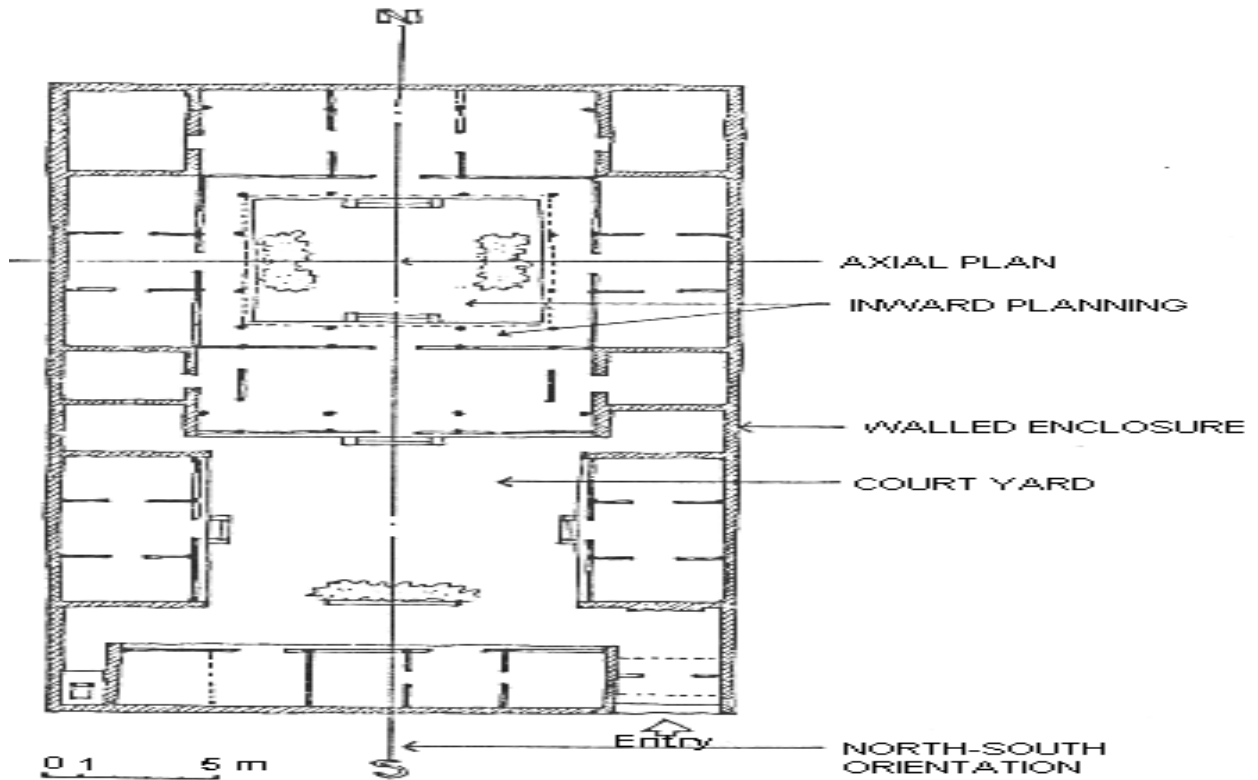 N
AXIAL PLAN
INWARD PLANNING
WALLED ENCLOSURE
COURT YARD
Entry
NORTH-SOUTH
ORIENTATION
0 1 5 m
S